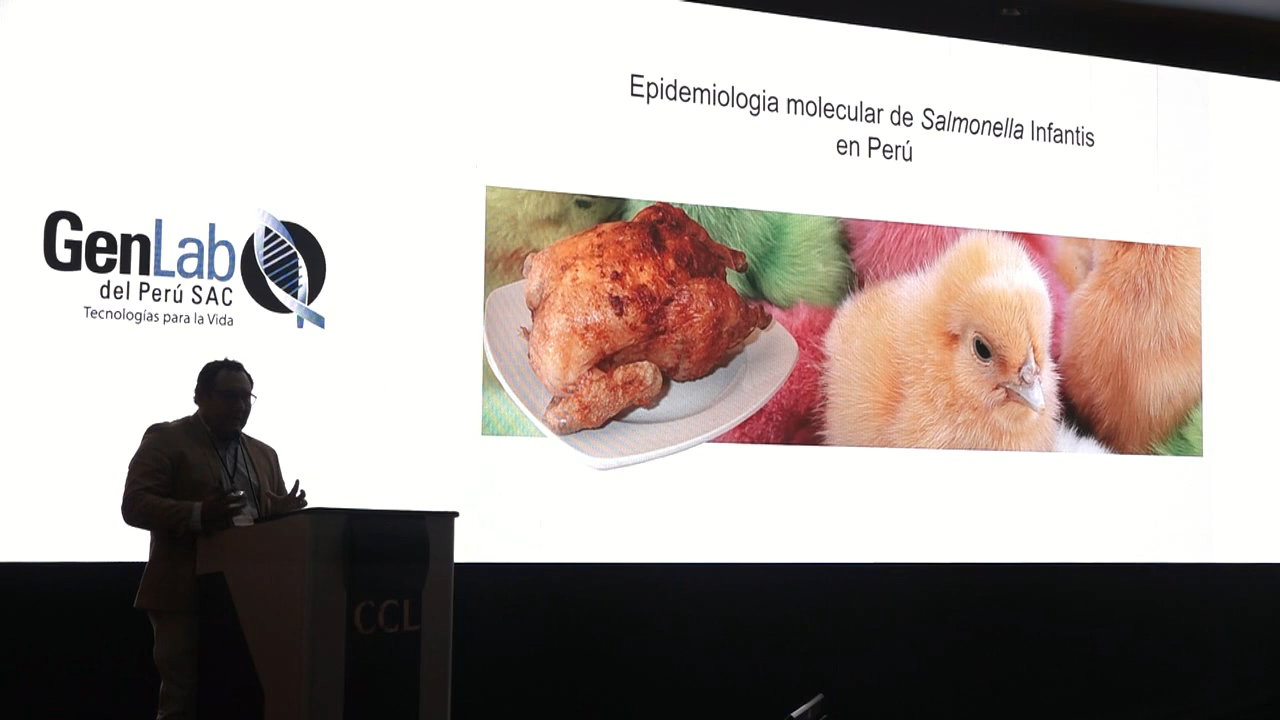 Epidemiologia molecular de Salmonella Infantis
en Perú
GenLab
del Perú SAC
Tecnologías para la Vida
CCL